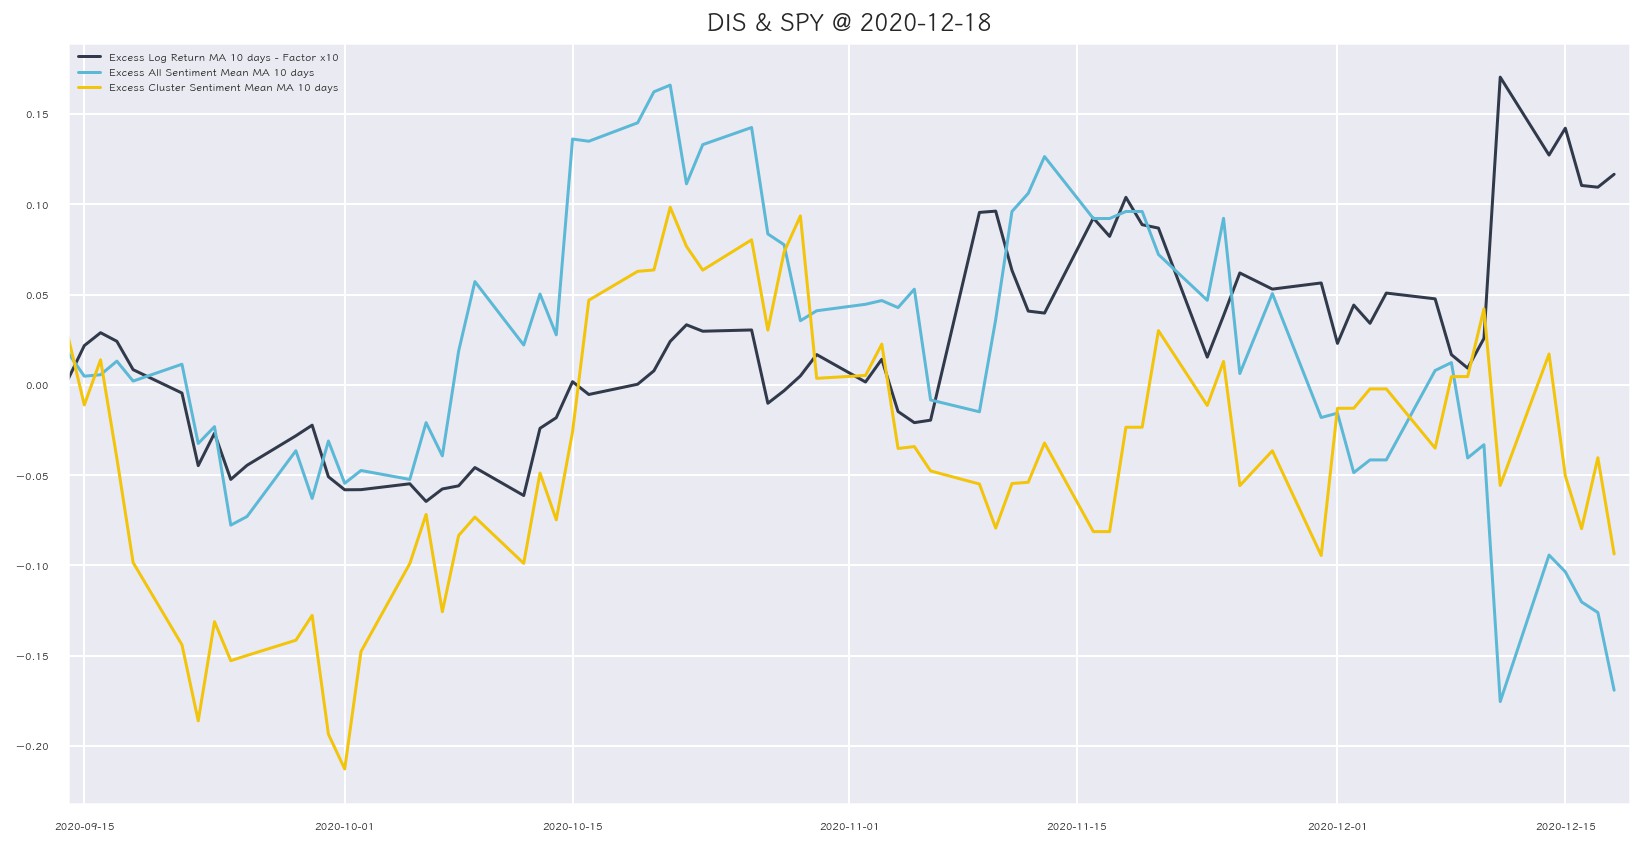 DIS & SPY @ 2020-12-18
Excess Log Return MA 10 days - Factor x10
Excess All Sentiment Mean MA 10 days
Excess Cluster Sentiment Mean MA 10 days
0.15
0.10
0.05
0.00
−0.05
−0.10
−0.15
−0.20
2020-09-15 2020-10-01 2020-10-15 2020-11-01 2020-11-15 2020-12-01 2020-12-15